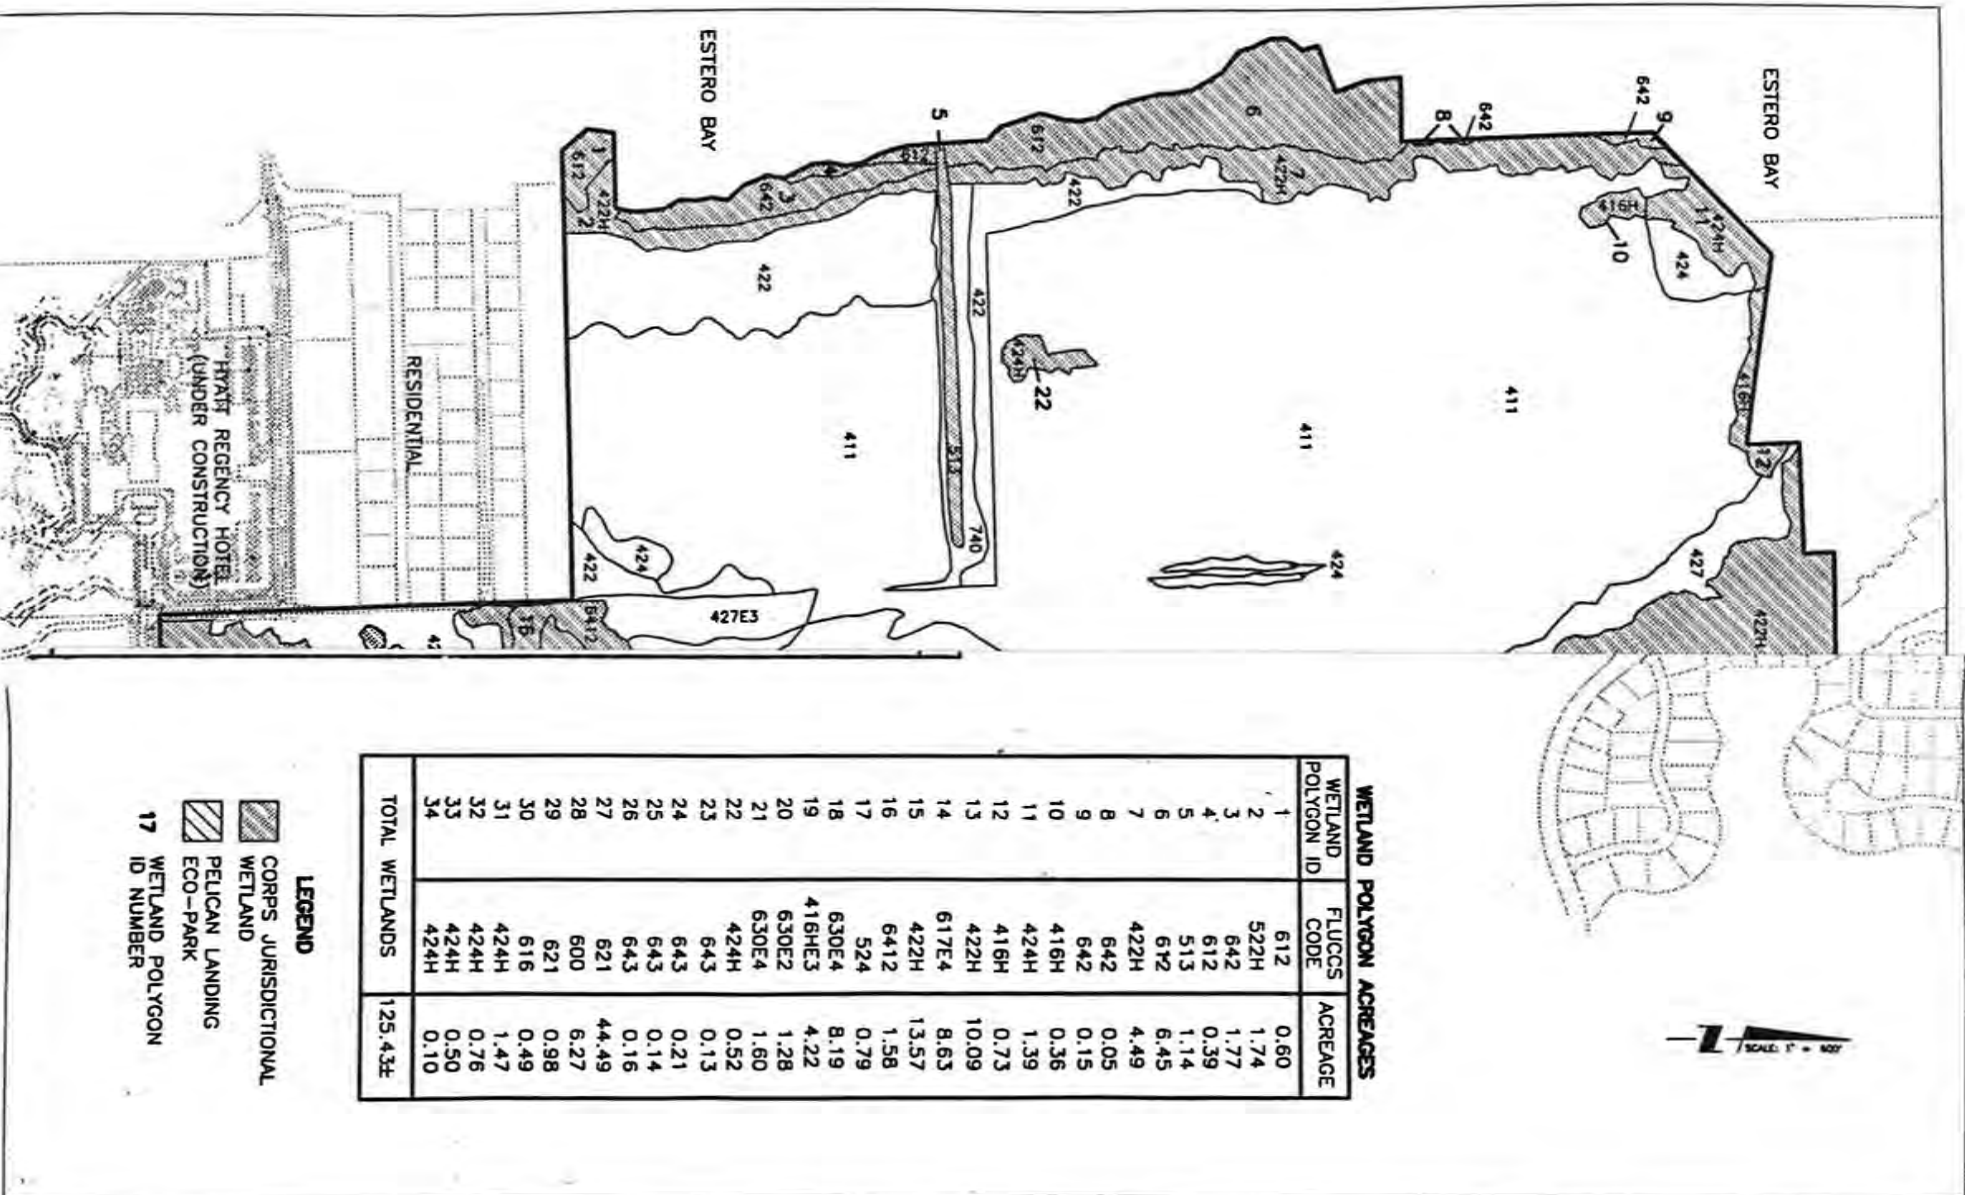 ESTERO BAY
ESTERO BAY
642
9
642
8
6
612
7
422H
5
612
4
3
642
1
612
422H
2
422
422
422
416H
10
11
424H
424
416H
12
424H
22
411
411
411
513
740
424
427
422H
424
422
427E3
6412
16
42
RESIDENTIAL
HYATT REGENCY HOTEL
(UNDER CONSTRUCTION)
SCALE: 1" = 600'
WETLAND POLYGON ACREAGES
WETLAND POLYGON ID FLUCCS CODE ACREAGE
1 612 0.60
2 522H 1.74
3 642 1.77
4 612 0.39
5 513 1.14
6 612 6.45
7 422H 4.49
8 642 0.05
9 642 0.15
10 416H 0.36
11 424H 1.39
12 416H 0.73
13 422H 10.09
14 617E4 8.63
15 422H 13.57
16 6412 1.58
17 524 0.79
18 630E4 8.19
19 416HE3 4.22
20 630E2 1.28
21 630E4 1.60
22 424H 0.52
23 643 0.13
24 643 0.21
25 643 0.14
26 643 0.16
27 621 44.49
28 600 6.27
29 621 0.98
30 616 0.49
31 424H 1.47
32 424H 0.76
33 424H 0.50
34 424H 0.10
TOTAL WETLANDS 125.43±
LEGEND
CORPS JURISDICTIONAL
WETLAND
PELICAN LANDING
ECO-PARK
17 WETLAND POLYGON
ID NUMBER